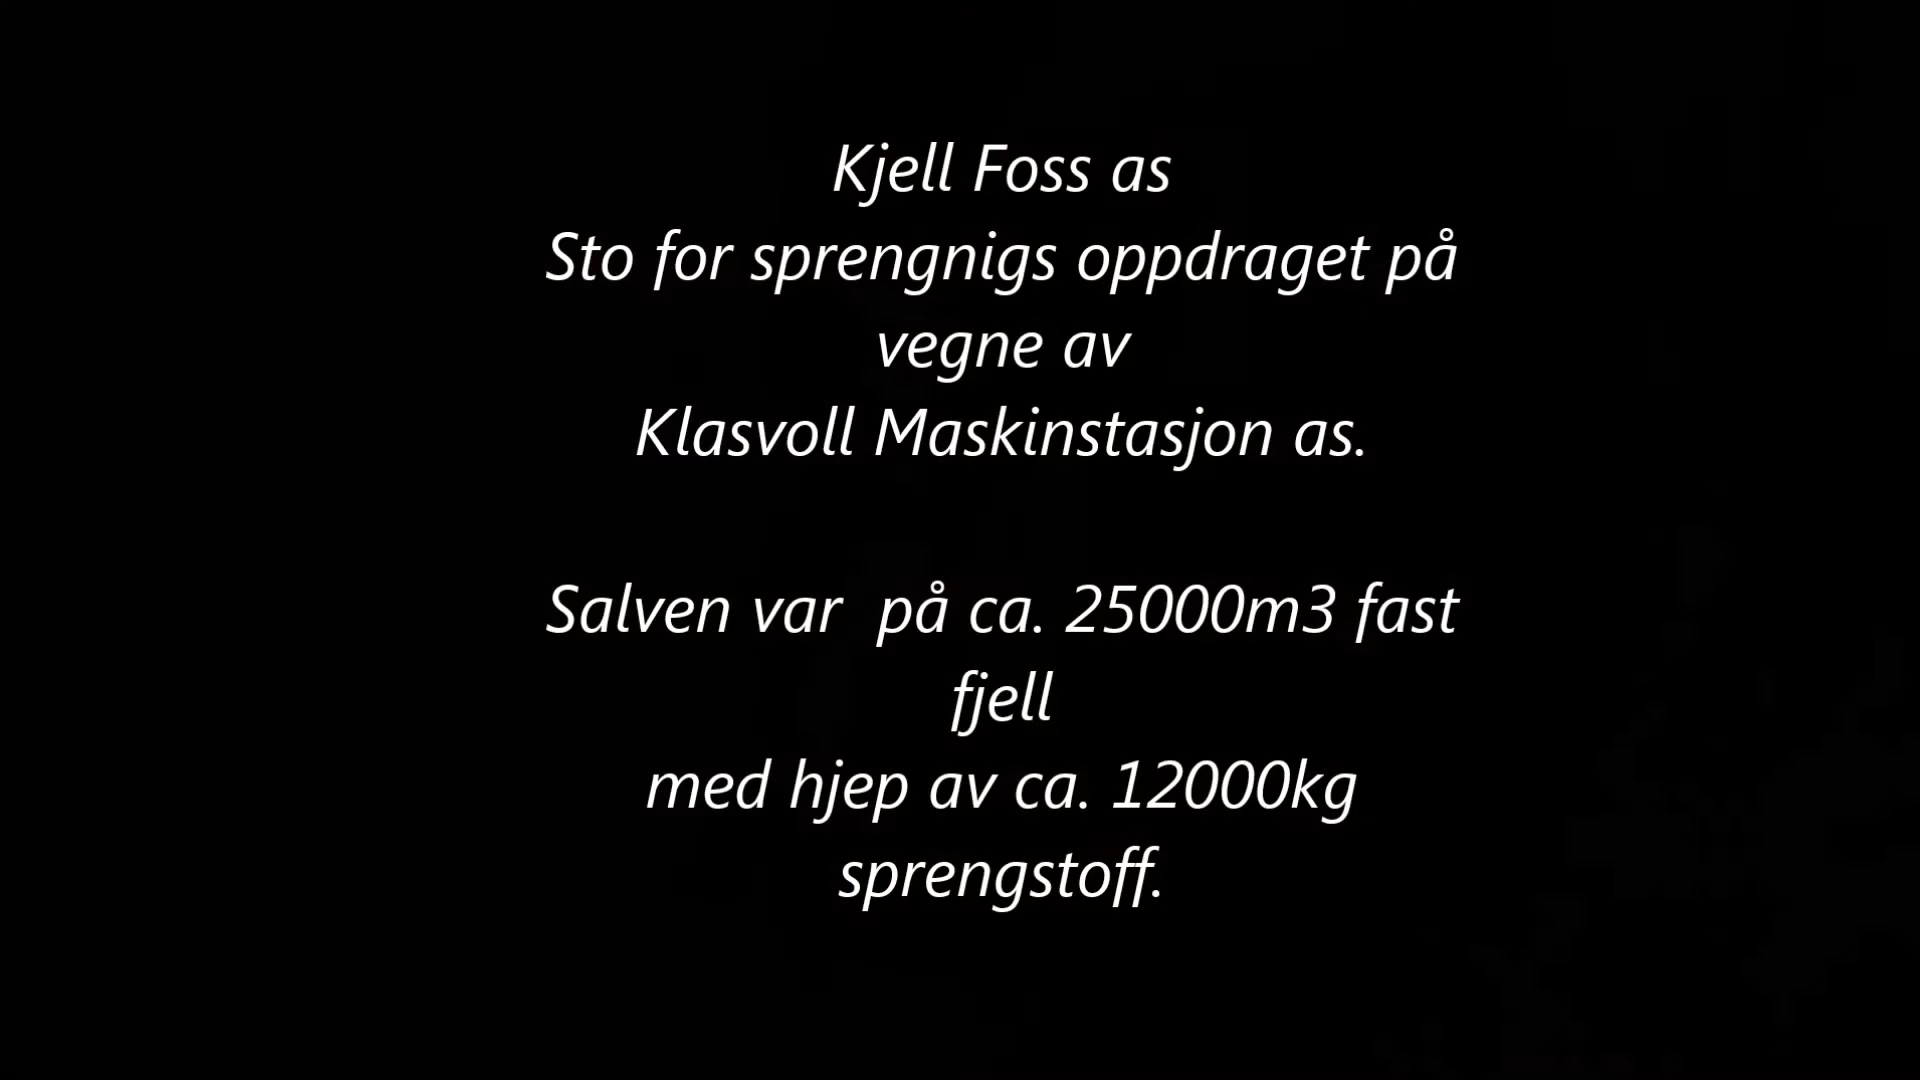 Kjell Foss as
Sto for sprengnigs oppdraget på
vegne av
Klasvoll Maskinstasjon as.
Salven var  på ca. 25000m3 fast
fjell
med hjep av ca. 12000kg
sprengstoff.